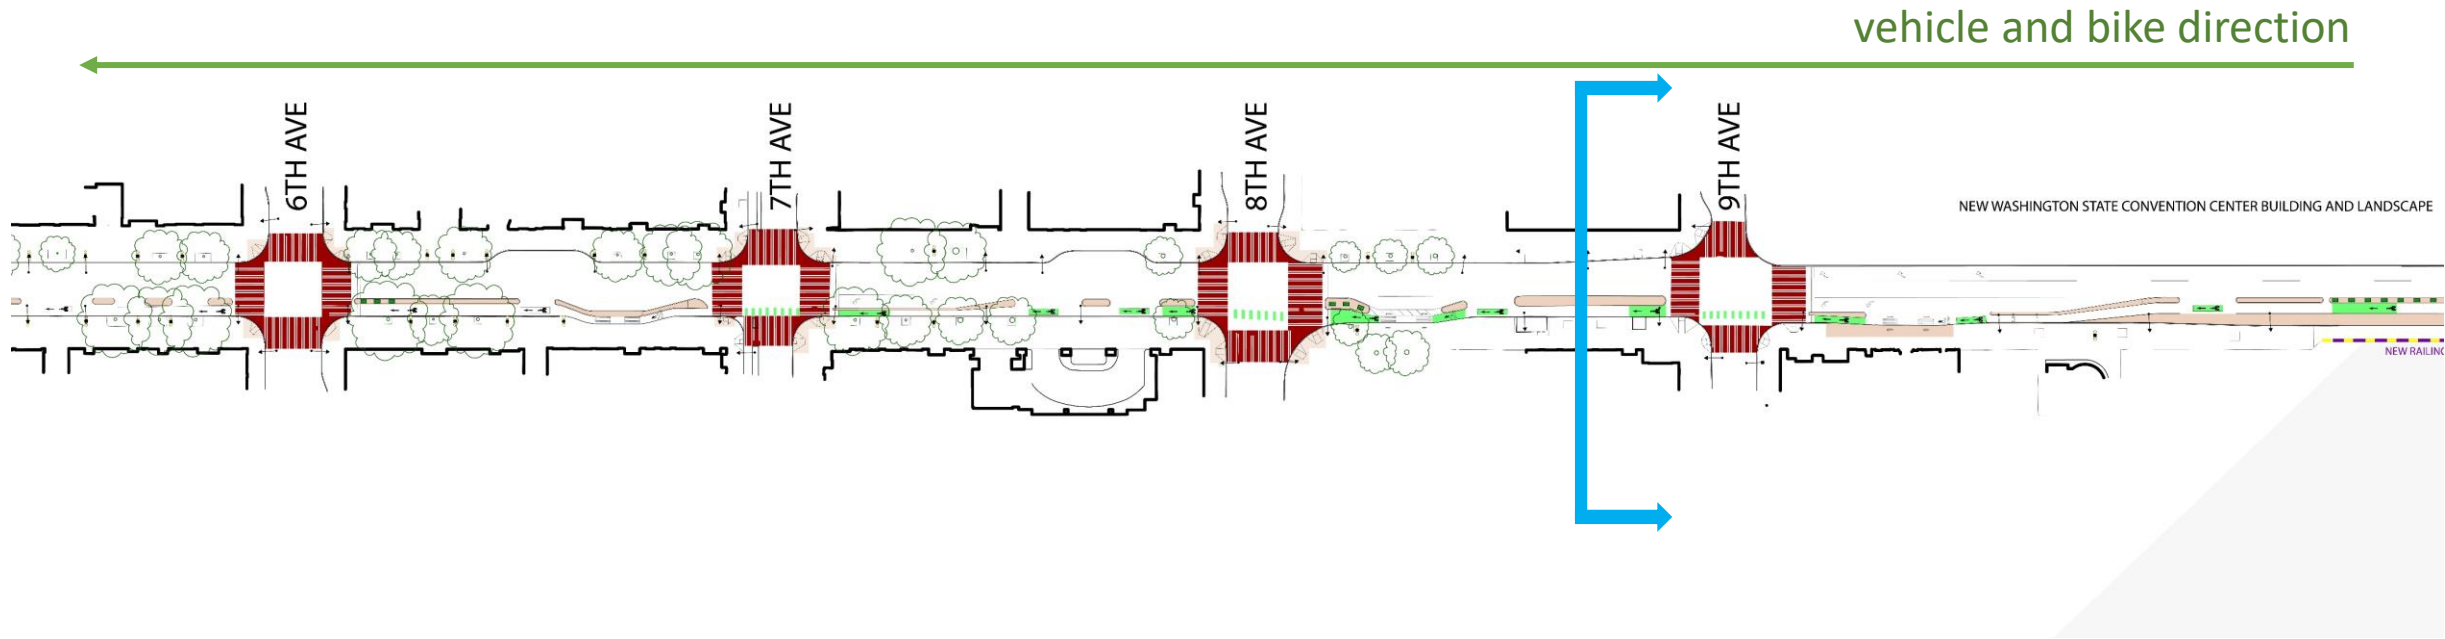 vehicle and bike direction
6TH AVE
7TH AVE
8TH AVE
9TH AVE
NEW WASHINGTON STATE CONVENTION CENTER BUILDING AND LANDSCAPE
NEW RAILING